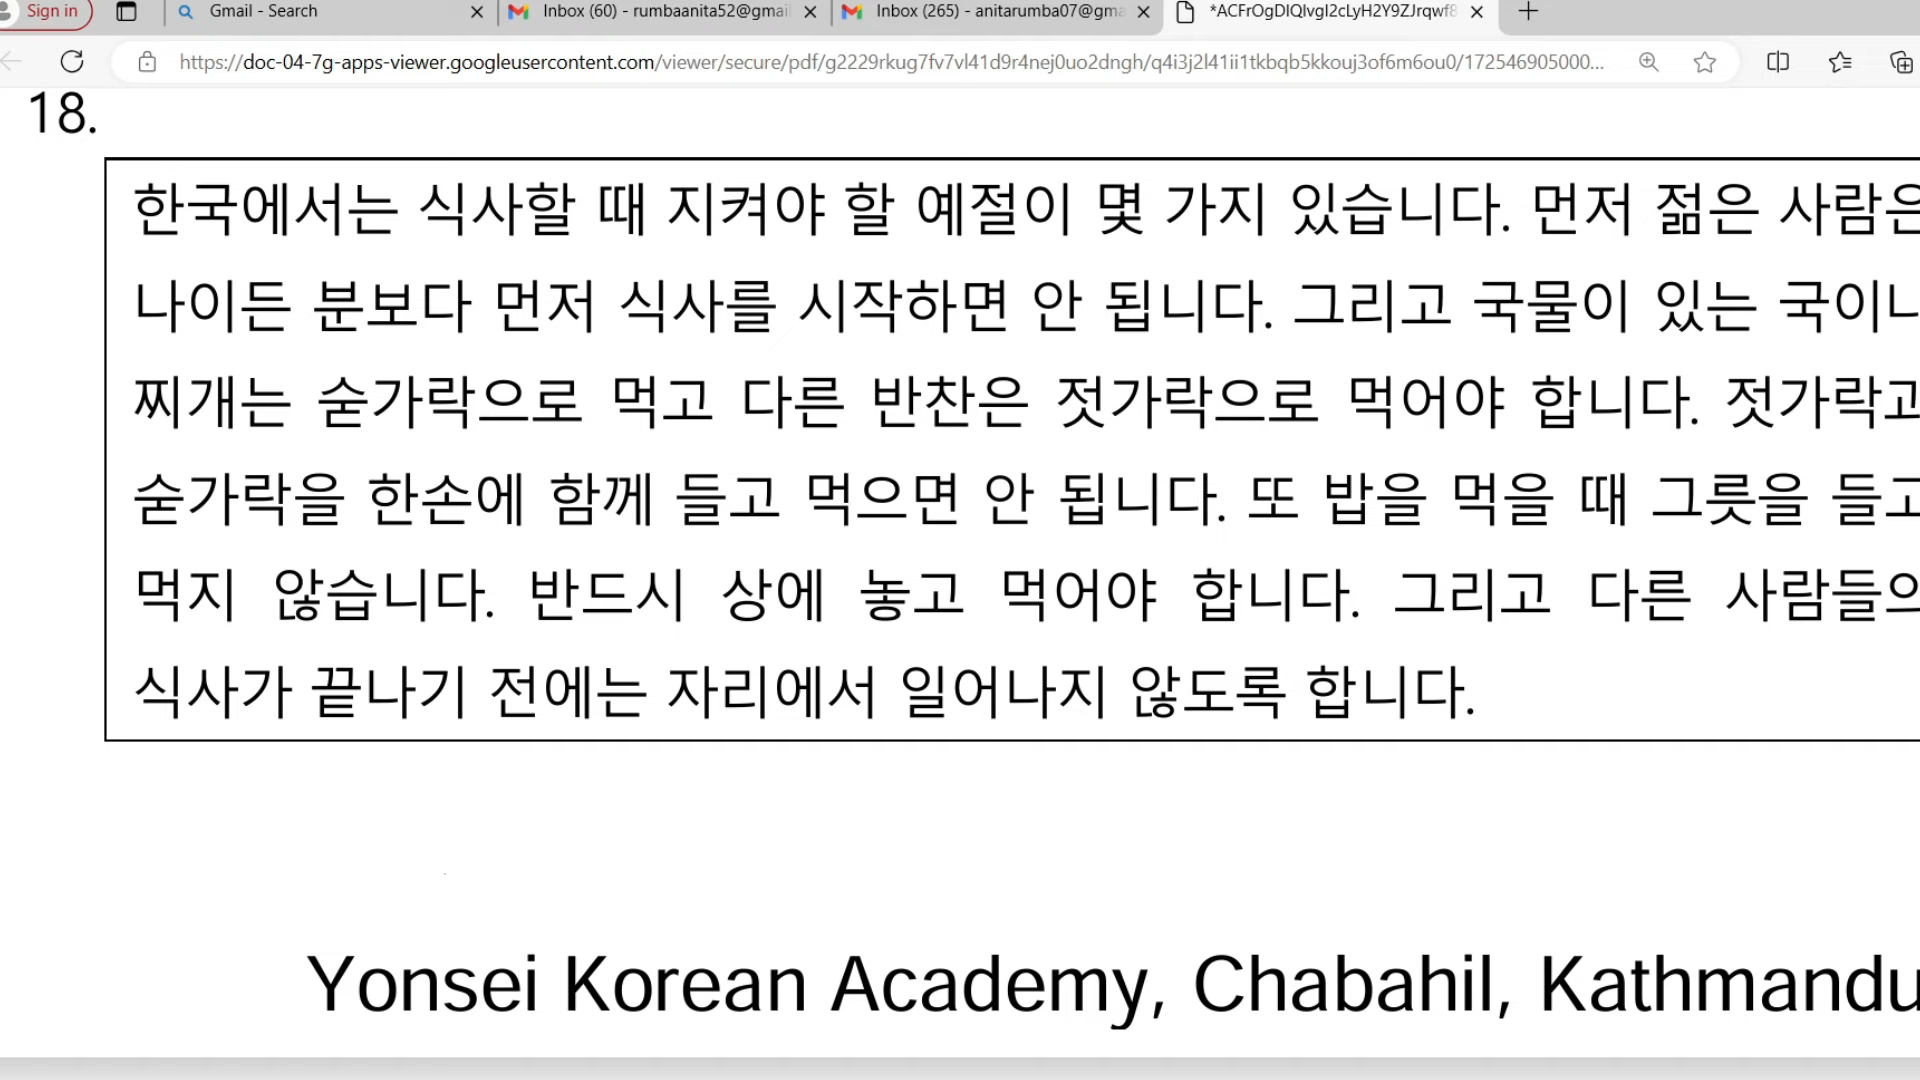 Sign in
Gmail - Search
Inbox (60) - rumbaanita52@gmail
Inbox (265) - anitarumba07@gma
*ACFrOgDIQlvgI2cLyH2Y9ZJrqwf8
https://doc-04-7g-apps-viewer.googleusercontent.com/viewer/secure/pdf/g2229rkug7fv7vl41d9r4nej0uo2dngh/q4i3j2l41ii1tkbqb5kkouj3of6m6ou0/172546905000...
18.
한국에서는 식사할 때 지켜야 할 예절이 몇 가지 있습니다. 먼저 젊은 사람은
나이든 분보다 먼저 식사를 시작하면 안 됩니다. 그리고 국물이 있는 국이나
찌개는 숟가락으로 먹고 다른 반찬은 젓가락으로 먹어야 합니다. 젓가락과
숟가락을 한손에 함께 들고 먹으면 안 됩니다. 또 밥을 먹을 때 그릇을 들고
먹지 않습니다. 반드시 상에 놓고 먹어야 합니다. 그리고 다른 사람들의
식사가 끝나기 전에는 자리에서 일어나지 않도록 합니다.
Yonsei Korean Academy, Chabahil, Kathmandu